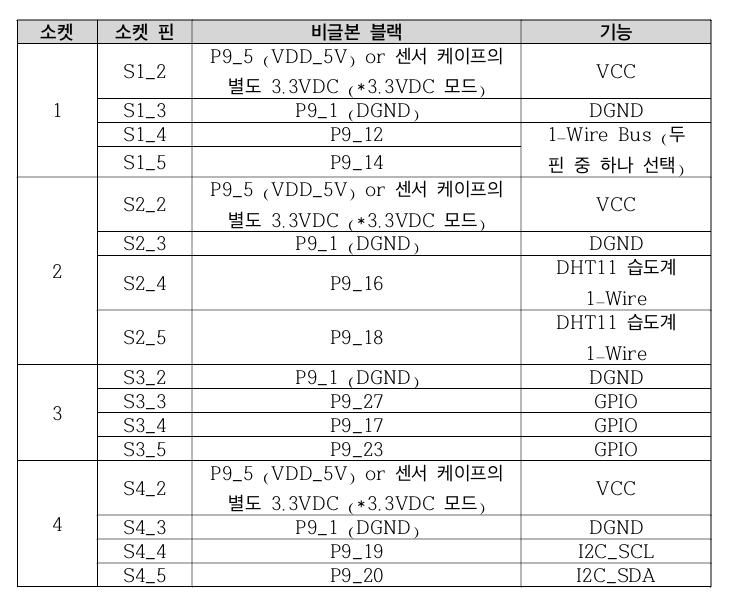 소켓 소켓 핀 비글본 블랙 기능
1
S1_2 P9_5 (VDD_5V) or 센서 케이프의 VCC
별도 3.3VDC (*3.3VDC 모드)
S1_3 P9_1 (DGND) DGND
S1_4 P9_12 1-Wire Bus (두
S1_5 P9_14 핀 중 하나 선택)
2
S2_2 P9_5 (VDD_5V) or 센서 케이프의 VCC
별도 3.3VDC (*3.3VDC 모드)
S2_3 P9_1 (DGND) DGND
S2_4 P9_16 DHT11 습도계
1-Wire
S2_5 P9_18 DHT11 습도계
1-Wire
3
S3_2 P9_1 (DGND) DGND
S3_3 P9_27 GPIO
S3_4 P9_17 GPIO
S3_5 P9_23 GPIO
4
S4_2 P9_5 (VDD_5V) or 센서 케이프의 VCC
별도 3.3VDC (*3.3VDC 모드)
S4_3 P9_1 (DGND) DGND
S4_4 P9_19 I2C_SCL
S4_5 P9_20 I2C_SDA